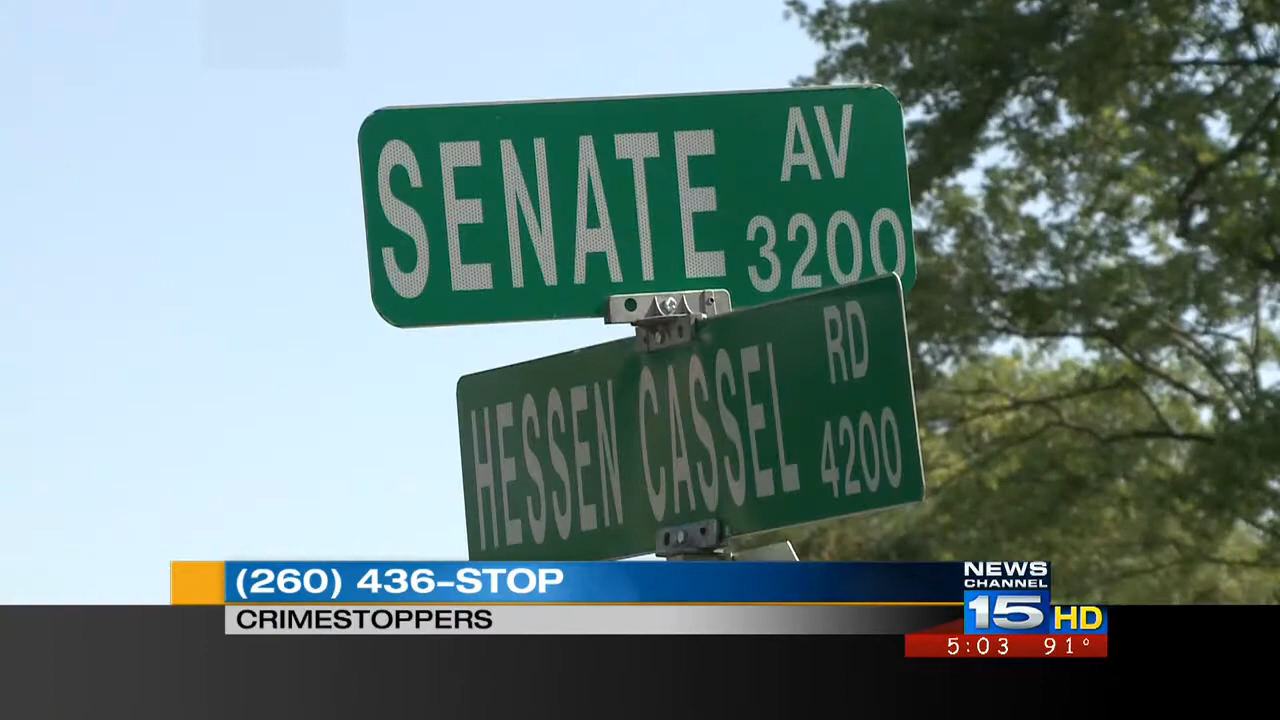 SENATE AV
3200
HESSEN CASSEL RD
4200
(260) 436-STOP
CRIMESTOPPERS
NEWS
CHANNEL
15 HD
5:03 91°